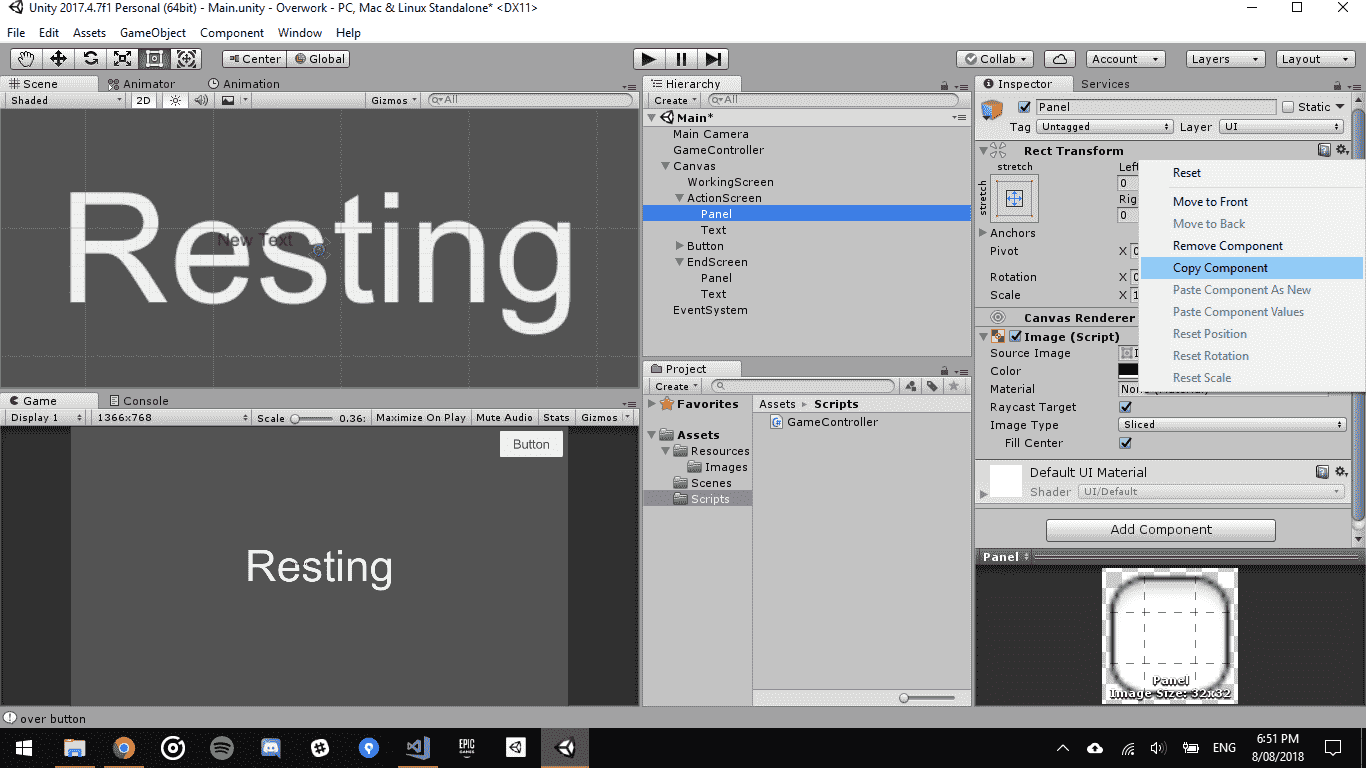 Unity 2017.4.7f1 Personal (64bit) - Main.unity - Overwork - PC, Mac & Linux Standalone* <DX11>
File Edit Assets GameObject Component Window Help
Center Global Collab Account Layers Layout
Scene Animator Animation
Shaded 2D Gizmos All
Resting
New Text
Game Console
Display 1 1366x768 Scale 0.36: Maximize On Play Mute Audio Stats Gizmos
Button
Resting
Hierarchy
Create All
Main*
Main Camera
GameController
Canvas
WorkingScreen
ActionScreen
Panel
Text
Button
EndScreen
Panel
Text
EventSystem
Project
Create
Favorites
Assets
Resources
Images
Scenes
Scripts
Assets Scripts
GameController
Inspector Services
Panel Static
Tag Untagged Layer UI
Rect Transform
stretch Left
stretch
0
Rig
0
Anchors
Pivot X
Rotation X
Scale X
Reset
Move to Front
Move to Back
Remove Component
Copy Component
Paste Component As New
Paste Component Values
Reset Position
Reset Rotation
Reset Scale
Canvas Renderer
Image (Script)
Source Image
Color
Material
Raycast Target
Image Type Sliced
Fill Center
Default UI Material
Shader UI/Default
Add Component
Panel
Panel
Image Size: 32x32
over button
EPIC GAMES
ENG
6:51 PM
8/08/2018